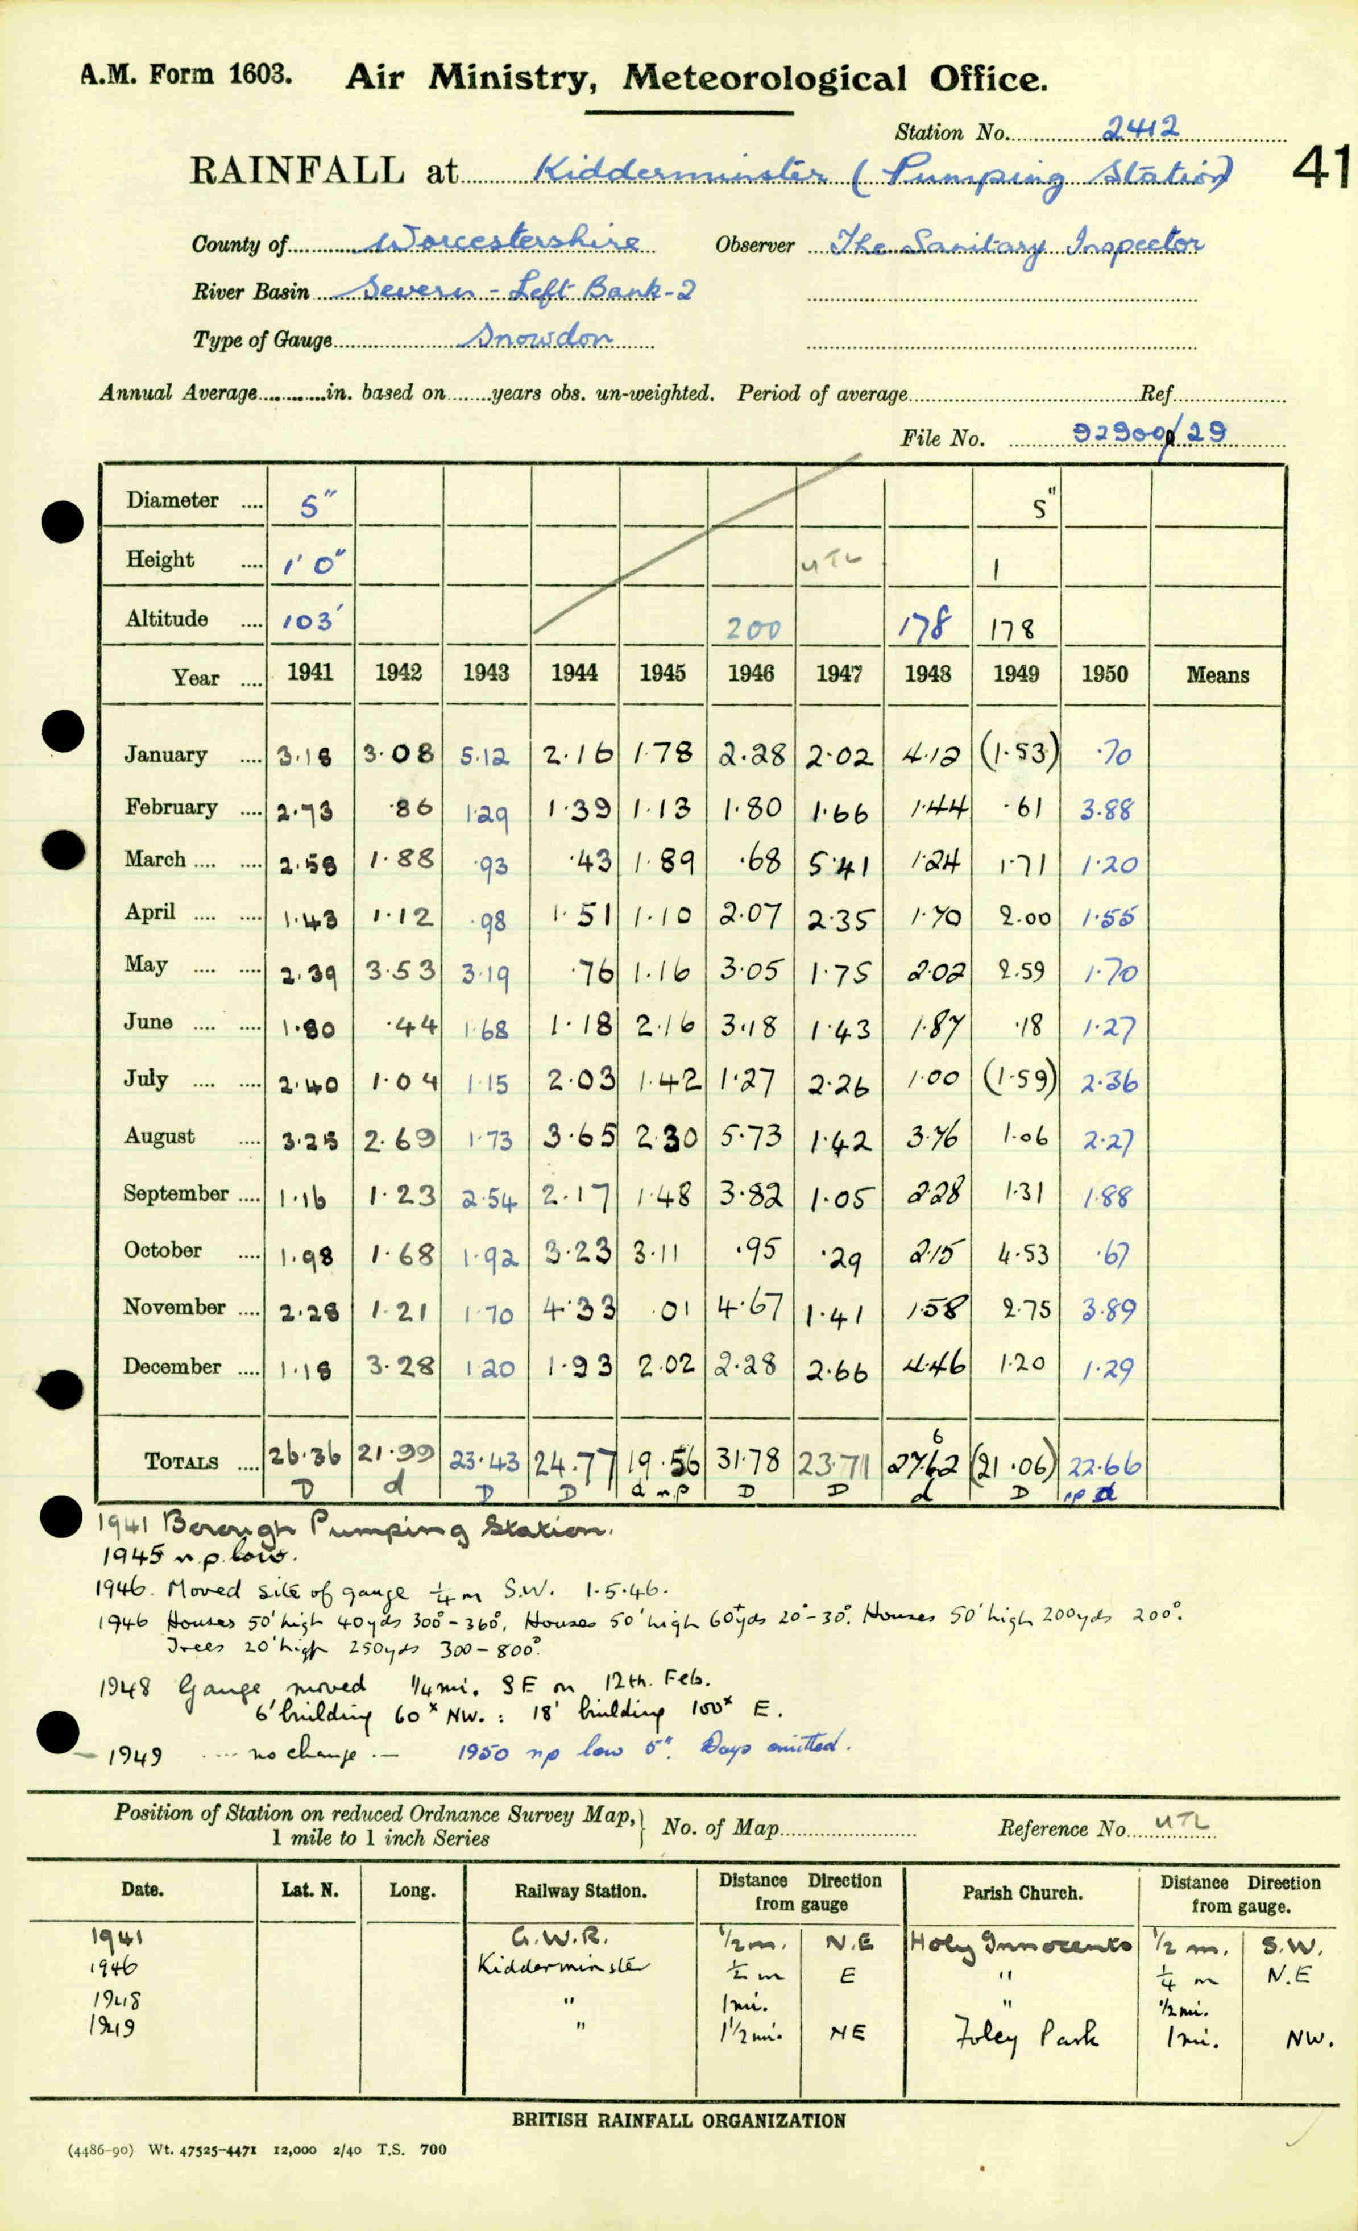 A.M. Form 1603. Air Ministry, Meteorological Office.
Station No. 2412
41
RAINFALL at Kidderminster (Pumping Station)
County of Worcestershire Observer The Sanitary Inspector
River Basin Severn - Left Bank-2
Type of Gauge Snowdon
Annual Average in. based on years obs. un-weighted. Period of average Ref
File No. 92900/29
Diameter .... 5" 5"
Height .... 1' 0" UTL 1
Altitude .... 103' 200 178 178
Year .... 1941 1942 1943 1944 1945 1946 1947 1948 1949 1950 Means
January .... 3.18 3.08 5.12 2.16 1.78 2.28 2.02 4.12 (1.53) .70
February .... 2.73 .86 1.29 1.39 1.13 1.80 1.66 1.44 .61 3.88
March .... .... 2.58 1.88 .93 .43 1.89 .68 5.41 1.24 1.71 1.20
April .... .... 1.43 1.12 .98 1.51 1.10 2.07 2.35 1.70 2.00 1.55
May .... .... 2.39 3.53 3.19 .76 1.16 3.05 1.75 2.02 2.59 1.70
June .... .... 1.80 .44 1.68 1.18 2.16 3.18 1.43 1.87 .18 1.27
July .... .... 2.40 1.04 1.15 2.03 1.42 1.27 2.26 1.00 (1.59) 2.36
August .... 3.25 2.69 1.73 3.65 2.30 5.73 1.42 3.76 1.06 2.27
September .... 1.16 1.23 2.54 2.17 1.48 3.82 1.05 2.28 1.31 1.88
October .... 1.98 1.68 1.92 3.23 3.11 .95 .29 2.15 4.53 .67
November .... 2.28 1.21 1.70 4.33 .01 4.67 1.41 1.58 2.75 3.89
December .... 1.18 3.28 1.20 1.93 2.02 2.28 2.66 4.46 1.20 1.29
6
TOTALS .... 26.36 21.99 23.43 24.77 19.56 31.78 23.71 27.62 (21.06) 22.66
D d D D d n p D D d D np d
1941 Borough Pumping Station.
1945 n.p. low.
1946. Moved site of gauge ¼ m S.W. 1.5.46.
1946 Houses 50' high 40yds 300°-360°, Houses 50' high 60yds 20°-30°. Houses 50' high 200yds 200°.
Trees 20' high 250yds 300-800°.
1948 Gauge moved 1/4 mi. SE on 12th. Feb.
6' building 60ˣ NW. : 18' building 100ˣ E.
1949 .... no change. — 1950 np low 5". Days omitted.
Position of Station on reduced Ordnance Survey Map, 1 mile to 1 inch Series } No. of Map Reference No. UTL
Date. Lat. N. Long. Railway Station. Distance Direction from gauge Parish Church. Distance Direction from gauge.
1941 G.W.R. 1/2 m. N.E Holy Innocents 1/2 m. S.W.
1946 Kidderminster ½ m E " ¼ m N.E
1948 " 1 mi. " 1/2 mi.
1949 " 1 1/2 mi. NE Foley Park 1 mi. NW.
BRITISH RAINFALL ORGANIZATION
(4486-90) Wt. 47525-4471 12,000 2/40 T.S. 700